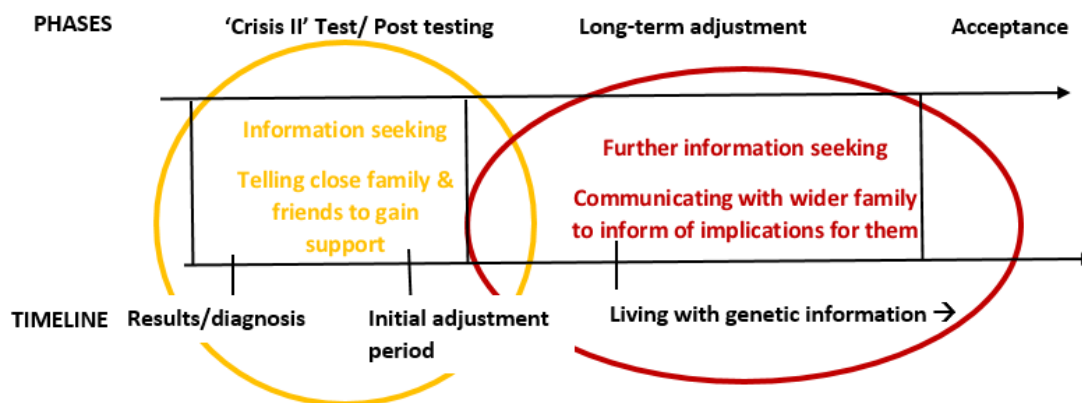 PHASES
‘Crisis II’ Test/ Post testing
Long-term adjustment
Acceptance
Information seeking
Telling close family &
friends to gain
support
Further information seeking
Communicating with wider family
to inform of implications for them
TIMELINE
Results/diagnosis
Initial adjustment
period
Living with genetic information →